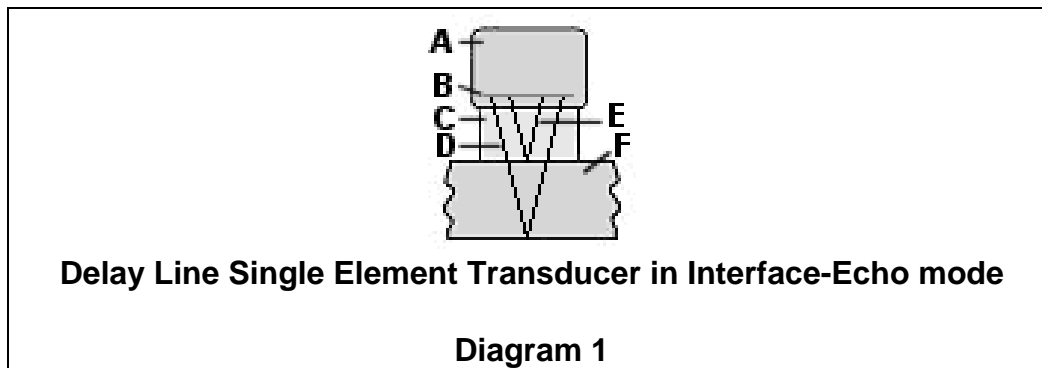 A
B
C E
D F
Delay Line Single Element Transducer in Interface-Echo mode
Diagram 1